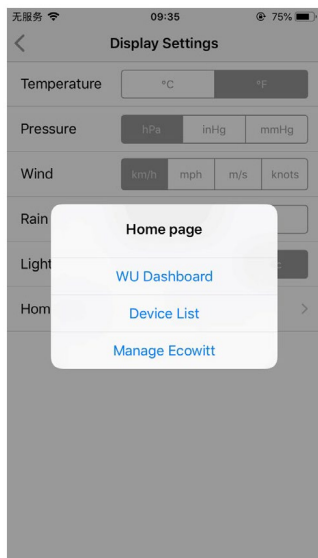 无服务 09:35 75%
Display Settings
Temperature °C °F
Pressure hPa inHg mmHg
Wind km/h mph m/s knots
Rain
Home page
Light
WU Dashboard
Hom
Device List
Manage Ecowitt